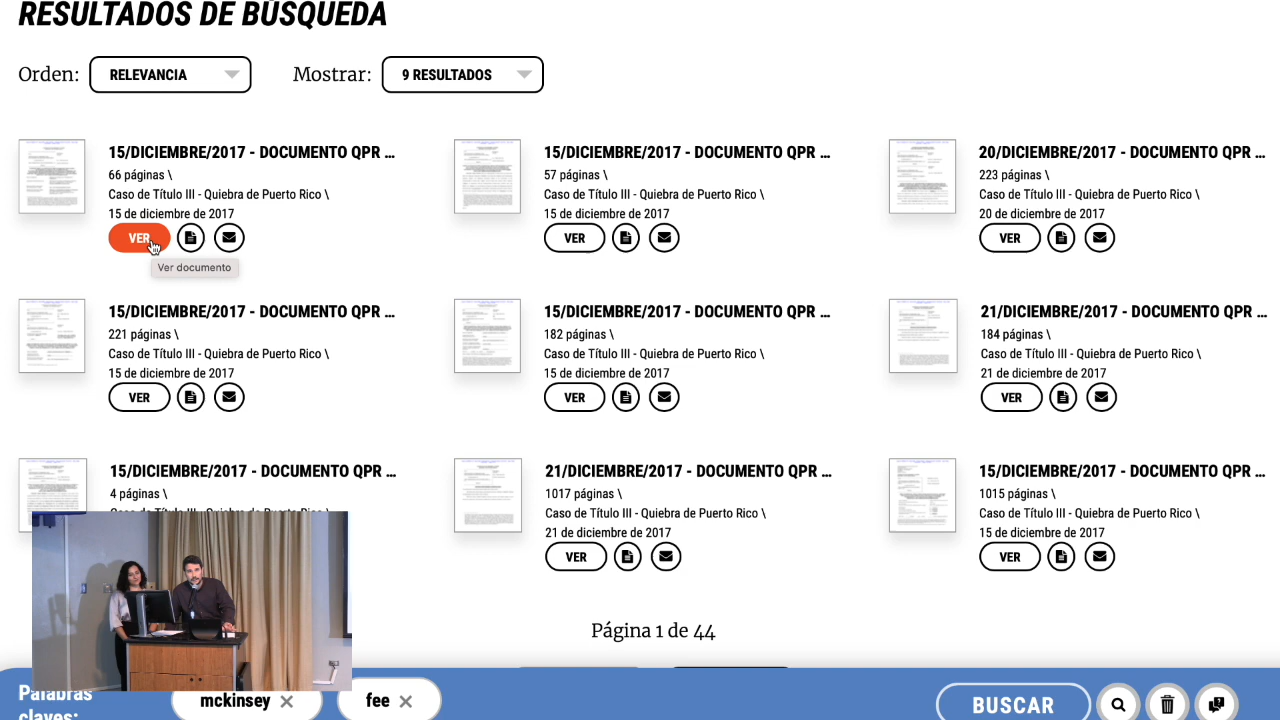 RESULTADOS DE BÚSQUEDA
Orden: RELEVANCIA Mostrar: 9 RESULTADOS
15/DICIEMBRE/2017 - DOCUMENTO QPR ...
66 páginas \
Caso de Título III - Quiebra de Puerto Rico \
15 de diciembre de 2017
VER
Ver documento
15/DICIEMBRE/2017 - DOCUMENTO QPR ...
57 páginas \
Caso de Título III - Quiebra de Puerto Rico \
15 de diciembre de 2017
VER
20/DICIEMBRE/2017 - DOCUMENTO QPR ...
223 páginas \
Caso de Título III - Quiebra de Puerto Rico \
20 de diciembre de 2017
VER
15/DICIEMBRE/2017 - DOCUMENTO QPR ...
221 páginas \
Caso de Título III - Quiebra de Puerto Rico \
15 de diciembre de 2017
VER
15/DICIEMBRE/2017 - DOCUMENTO QPR ...
182 páginas \
Caso de Título III - Quiebra de Puerto Rico \
15 de diciembre de 2017
VER
21/DICIEMBRE/2017 - DOCUMENTO QPR ...
184 páginas \
Caso de Título III - Quiebra de Puerto Rico \
21 de diciembre de 2017
VER
15/DICIEMBRE/2017 - DOCUMENTO QPR ...
4 páginas \
21/DICIEMBRE/2017 - DOCUMENTO QPR ...
1017 páginas \
Caso de Título III - Quiebra de Puerto Rico \
21 de diciembre de 2017
VER
15/DICIEMBRE/2017 - DOCUMENTO QPR ...
1015 páginas \
Caso de Título III - Quiebra de Puerto Rico \
15 de diciembre de 2017
VER
Página 1 de 44
Palabras
claves:
mckinsey fee BUSCAR